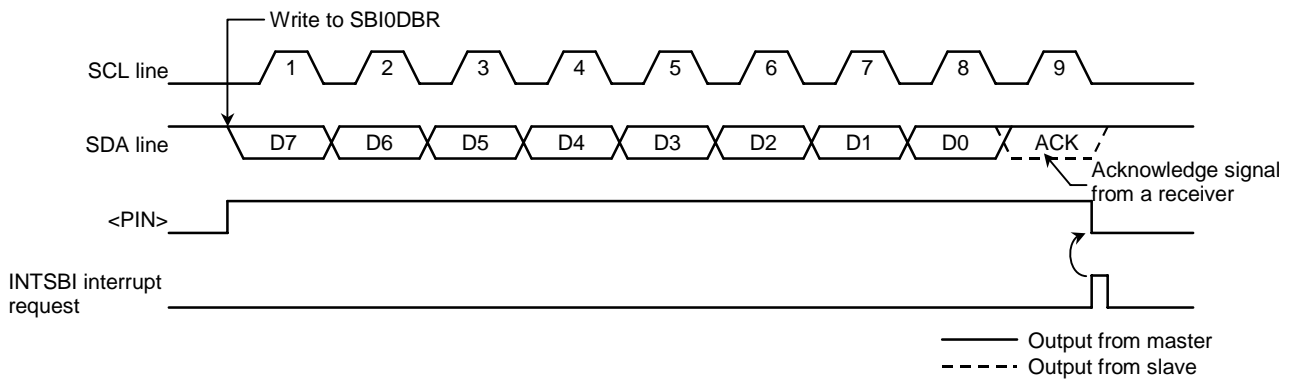 Write to SBI0DBR
SCL line
1 2 3 4 5 6 7 8 9
SDA line
D7 D6 D5 D4 D3 D2 D1 D0 ACK
Acknowledge signal
from a receiver
<PIN>
INTSBI interrupt
request
Output from master
Output from slave